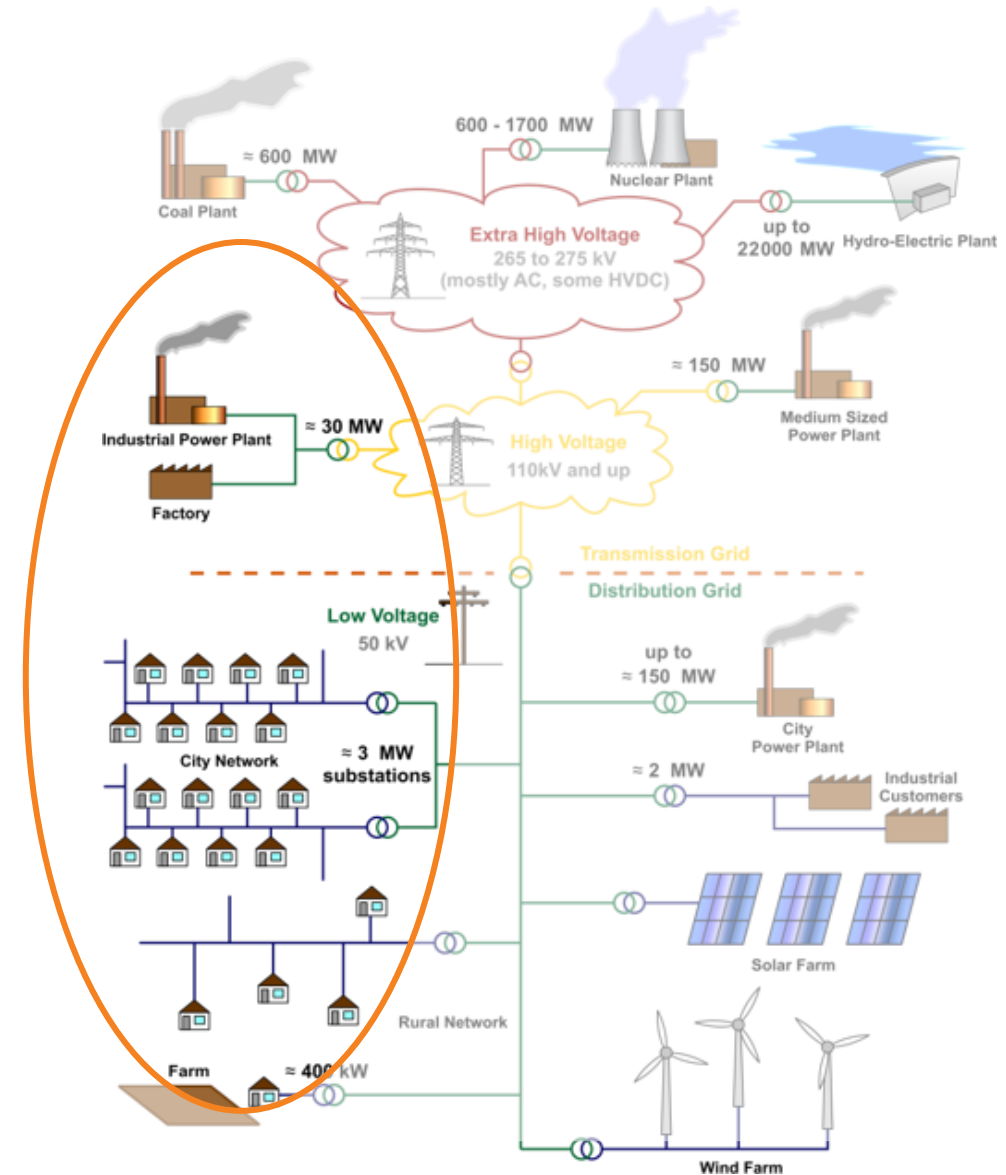 600 - 1700 MW
≈ 600 MW
Nuclear Plant
Coal Plant
up to
22000 MW
Hydro-Electric Plant
Extra High Voltage
265 to 275 kV
(mostly AC, some HVDC)
≈ 150 MW
Medium Sized
Power Plant
Industrial Power Plant
≈ 30 MW
High Voltage
110kV and up
Factory
Transmission Grid
Distribution Grid
Low Voltage
50 kV
up to
≈ 150 MW
City
Power Plant
City Network
≈ 3 MW
substations
≈ 2 MW
Industrial
Customers
Solar Farm
Rural Network
Farm
≈ 400 kW
Wind Farm